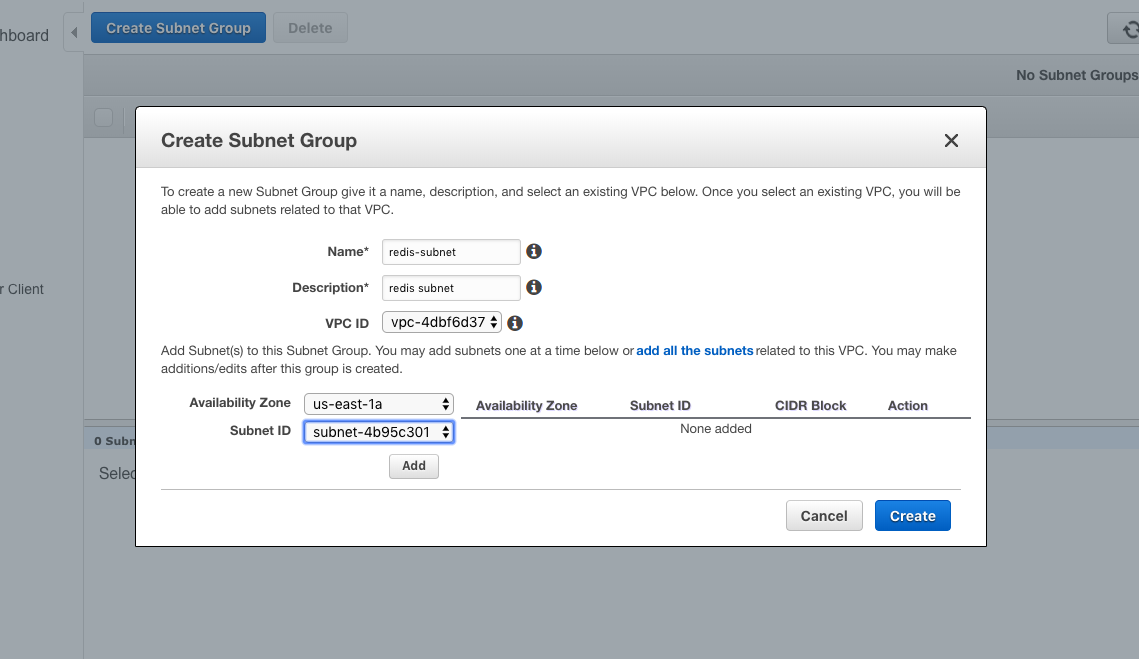 hboard
Create Subnet Group
Delete
No Subnet Groups
Create Subnet Group
To create a new Subnet Group give it a name, description, and select an existing VPC below. Once you select an existing VPC, you will be
able to add subnets related to that VPC.
Name* redis-subnet
Description* redis subnet
r Client
VPC ID vpc-4dbf6d37
Add Subnet(s) to this Subnet Group. You may add subnets one at a time below or add all the subnets related to this VPC. You may make
additions/edits after this group is created.
Availability Zone us-east-1a
Availability Zone Subnet ID CIDR Block Action
Subnet ID subnet-4b95c301
None added
0 Subn
Selec
Add
Cancel Create